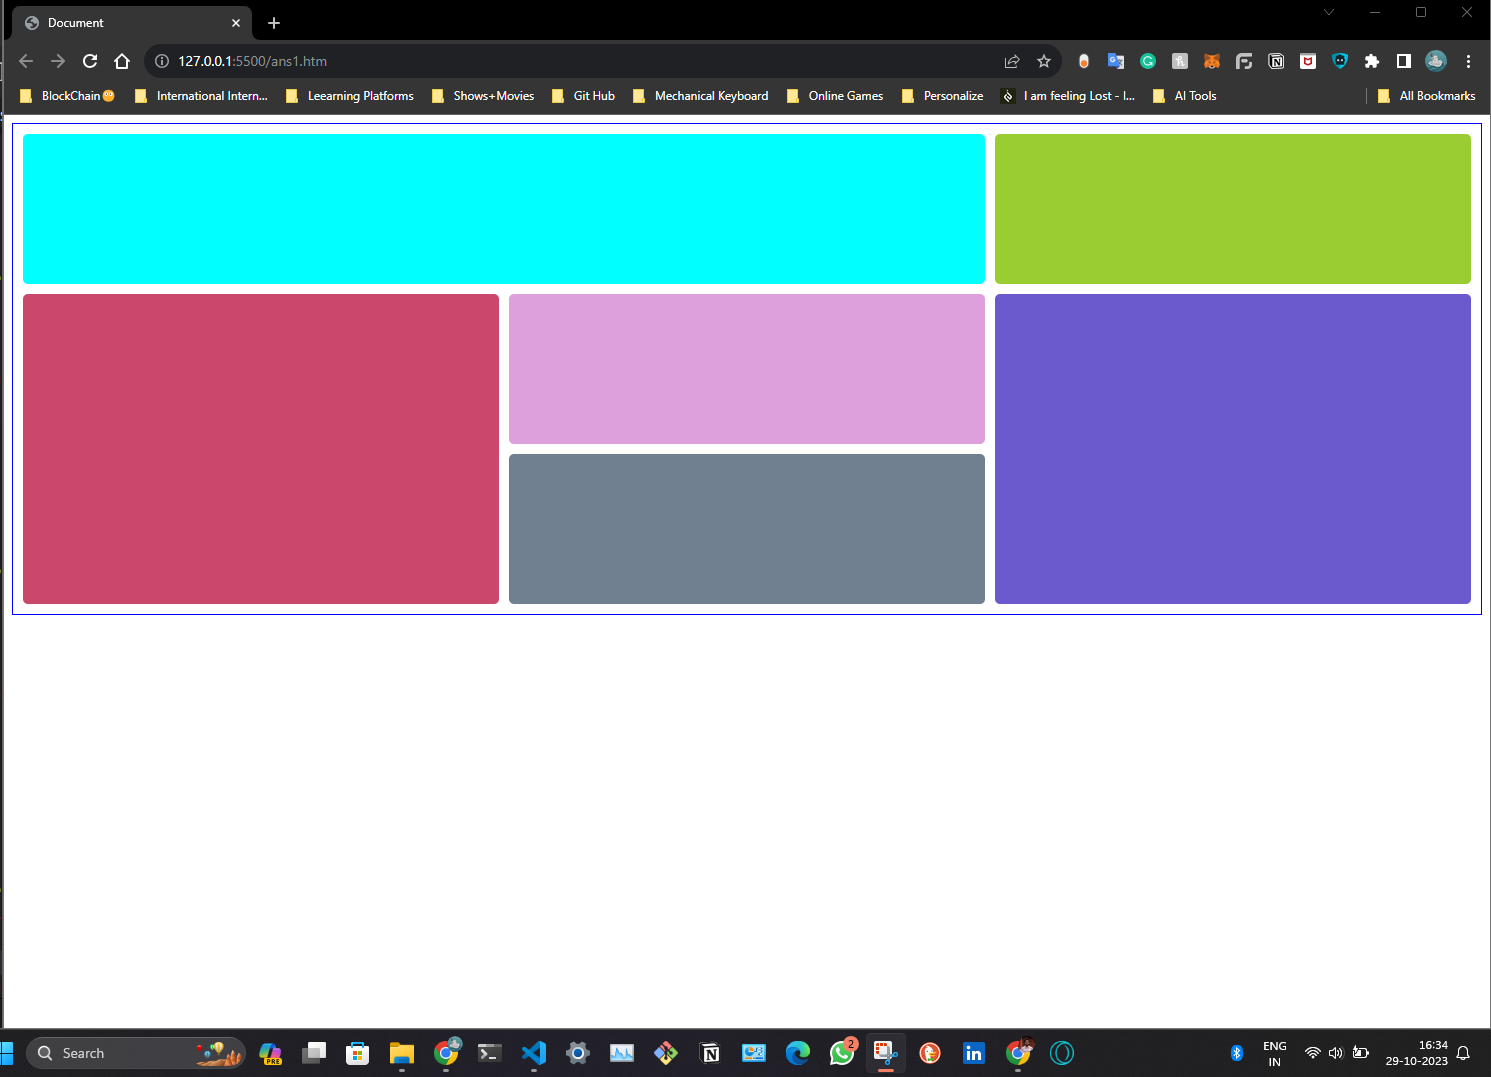 Document
127.0.0.1:5500/ans1.htm
BlockChain International Intern... Leearning Platforms Shows+Movies Git Hub Mechanical Keyboard Online Games Personalize I am feeling Lost - I... AI Tools All Bookmarks
Search
PRE
2
ENG
IN
16:34
29-10-2023